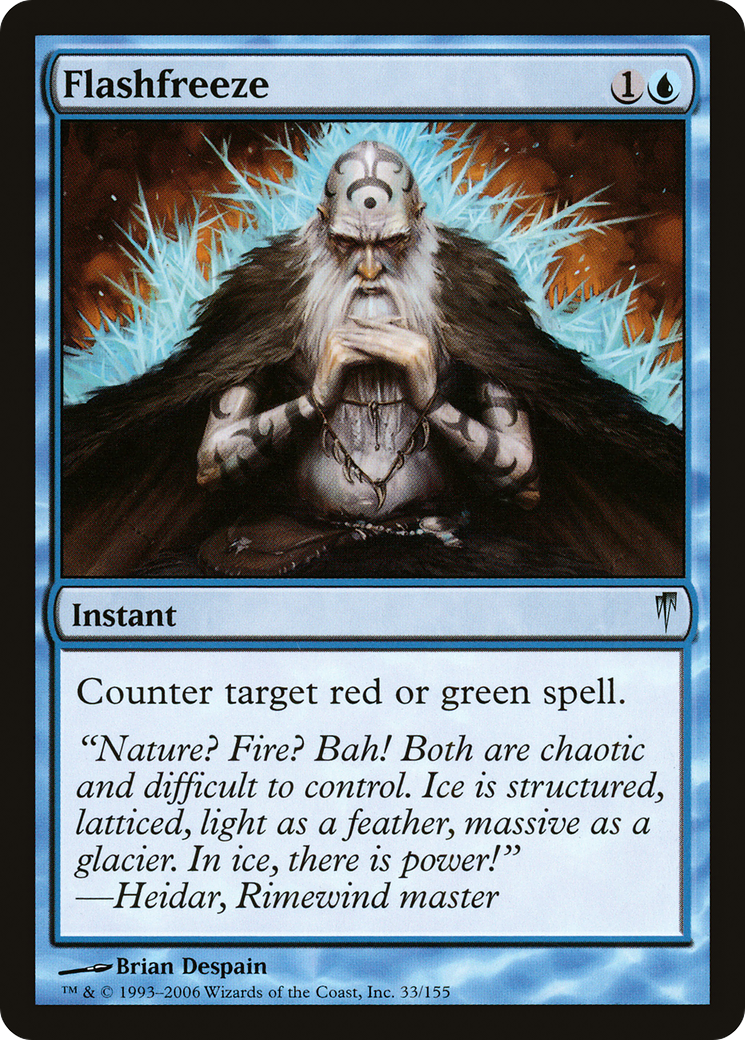 Flashfreeze 1
Instant
Counter target red or green spell.
“Nature? Fire? Bah! Both are chaotic
and difficult to control. Ice is structured,
latticed, light as a feather, massive as a
glacier. In ice, there is power!”
—Heidar, Rimewind master
Brian Despain
™ & © 1993–2006 Wizards of the Coast, Inc. 33/155